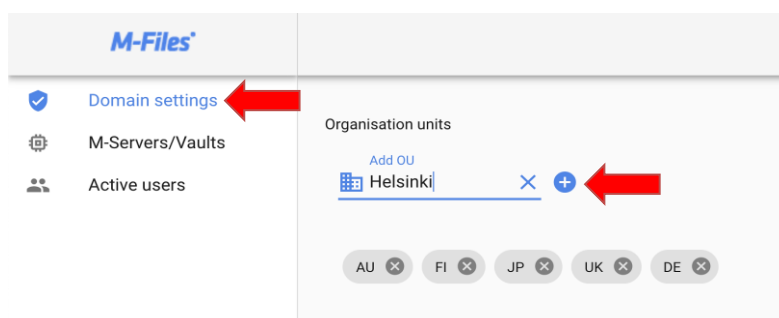 M-Files
Domain settings
M-Servers/Vaults
Active users
Organisation units
Add OU
Helsinki
AU FI JP UK DE